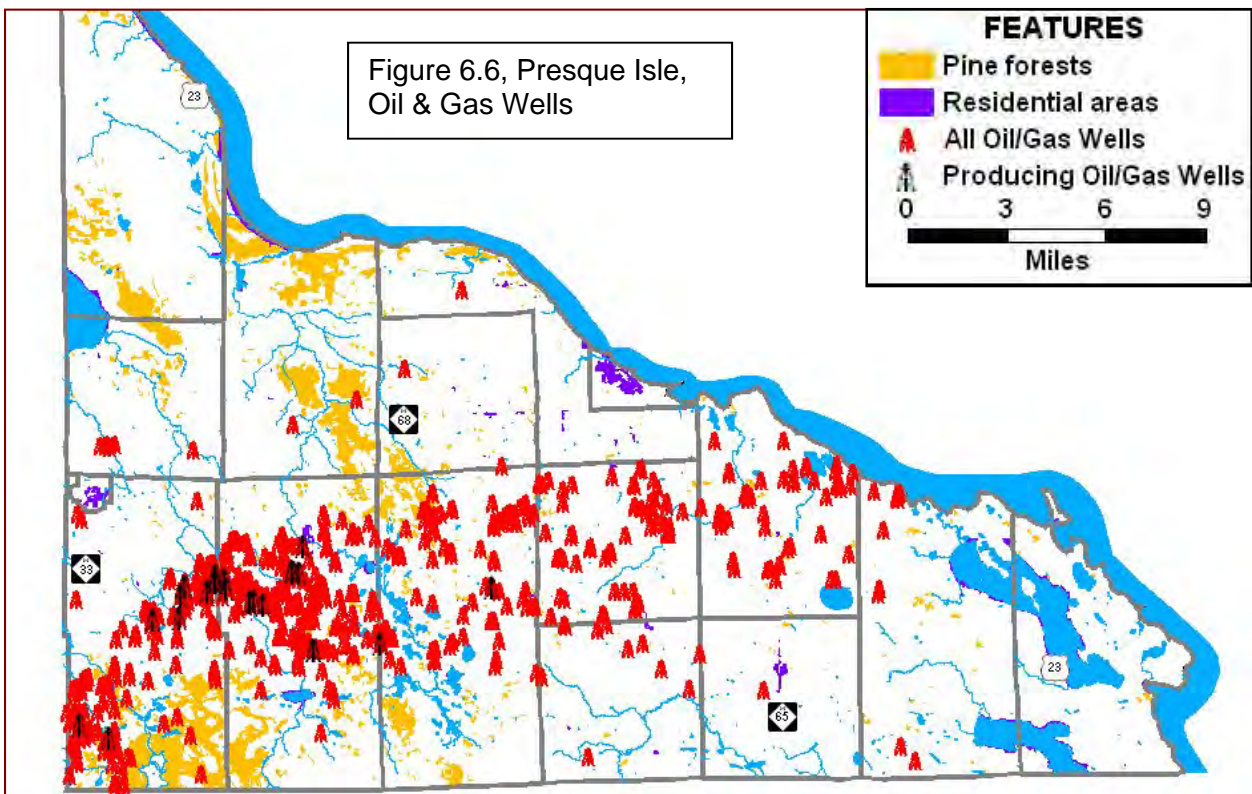 Figure 6.6, Presque Isle,
Oil & Gas Wells
FEATURES
Pine forests
Residential areas
All Oil/Gas Wells
Producing Oil/Gas Wells
0 3 6 9
Miles
23
68
33
23
65